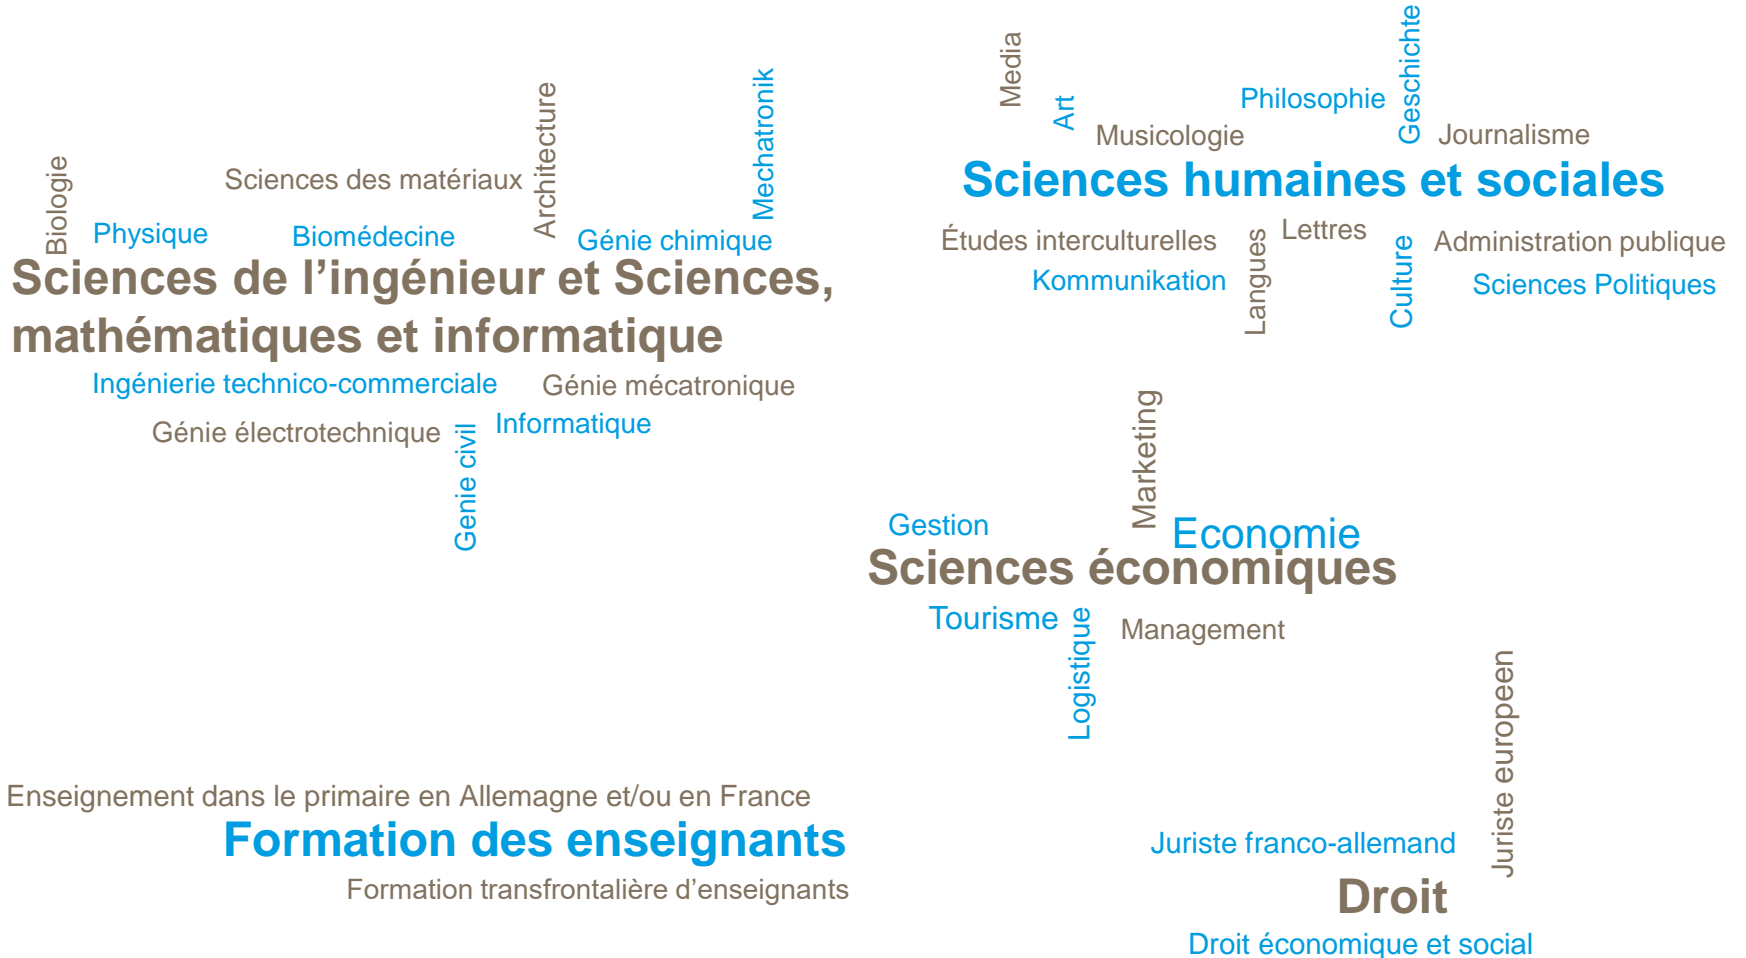 Biologie
Physique
Sciences des matériaux
Biomédecine
Architecture
Génie chimique
Mechatronik
Sciences de l’ingénieur et Sciences,
mathématiques et informatique
Ingénierie technico-commerciale
Génie mécatronique
Génie électrotechnique
Genie civil
Informatique
Media
Art
Musicologie
Philosophie
Geschichte
Journalisme
Sciences humaines et sociales
Études interculturelles
Kommunikation
Langues
Lettres
Culture
Administration publique
Sciences Politiques
Marketing
Gestion
Economie
Sciences économiques
Tourisme
Logistique
Management
Enseignement dans le primaire en Allemagne et/ou en France
Formation des enseignants
Formation transfrontalière d’enseignants
Juriste europeen
Juriste franco-allemand
Droit
Droit économique et social